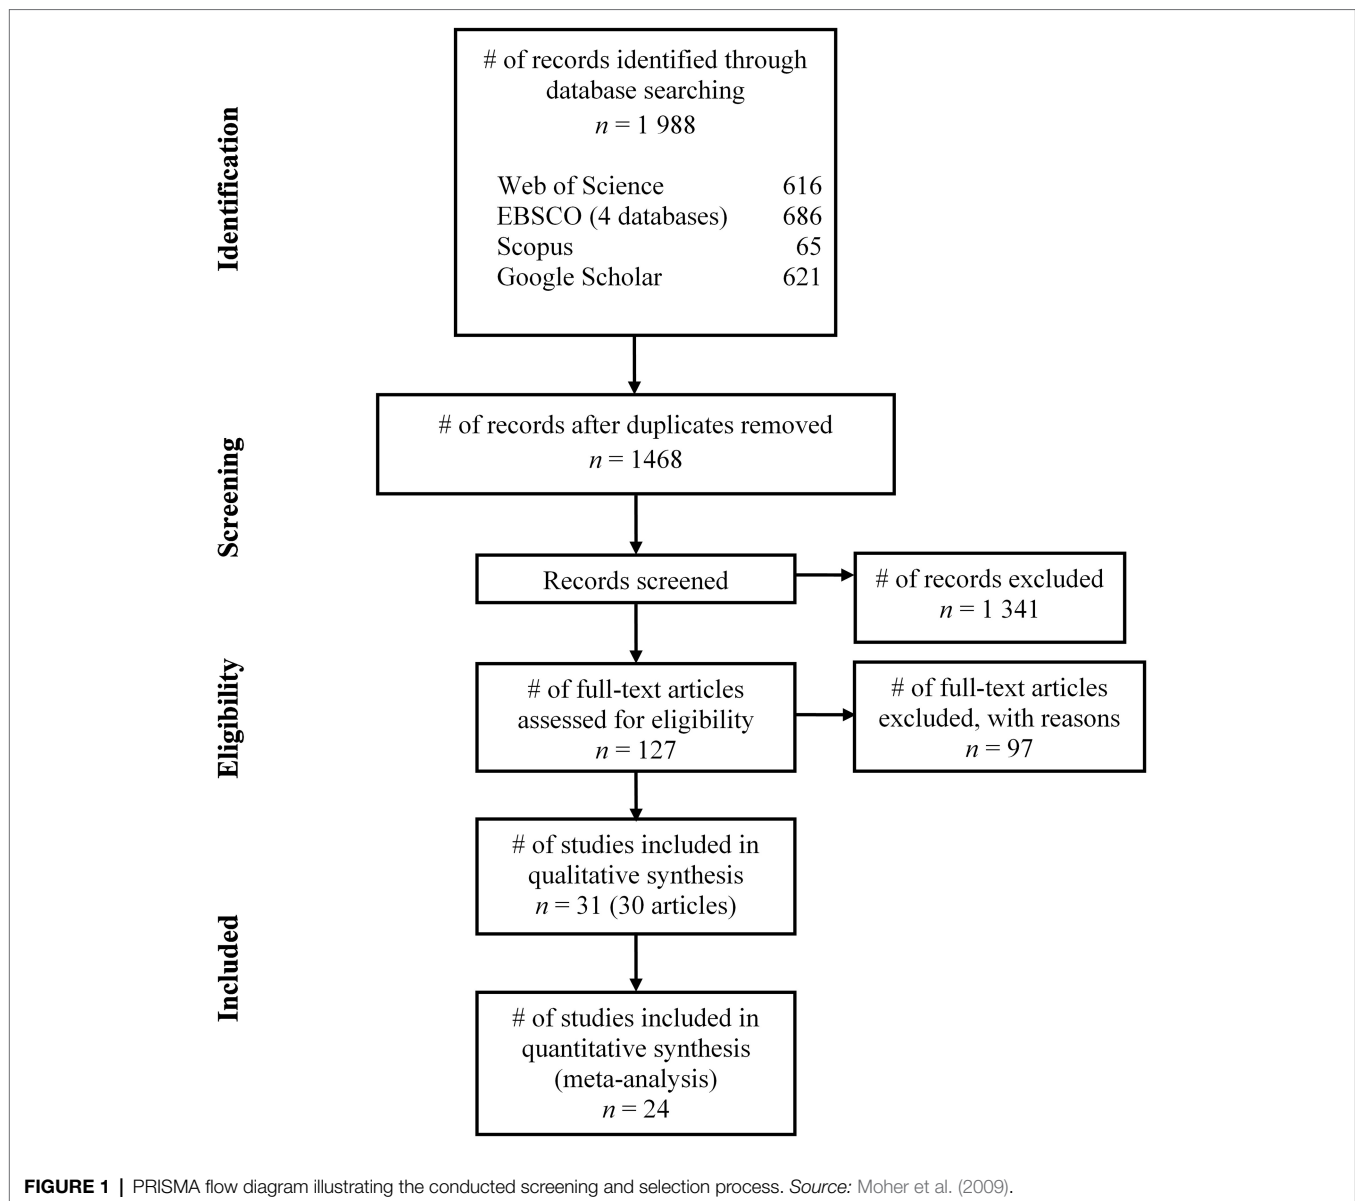 # of records identified through
database searching
n = 1 988
Web of Science 616
EBSCO (4 databases) 686
Scopus 65
Google Scholar 621
Identification
# of records after duplicates removed
n = 1468
Screening
Records screened
# of records excluded
n = 1 341
# of full-text articles
assessed for eligibility
n = 127
# of full-text articles
excluded, with reasons
n = 97
Eligibility
# of studies included in
qualitative synthesis
n = 31 (30 articles)
Included
# of studies included in
quantitative synthesis
(meta-analysis)
n = 24
FIGURE 1 | PRISMA flow diagram illustrating the conducted screening and selection process. Source: Moher et al. (2009).